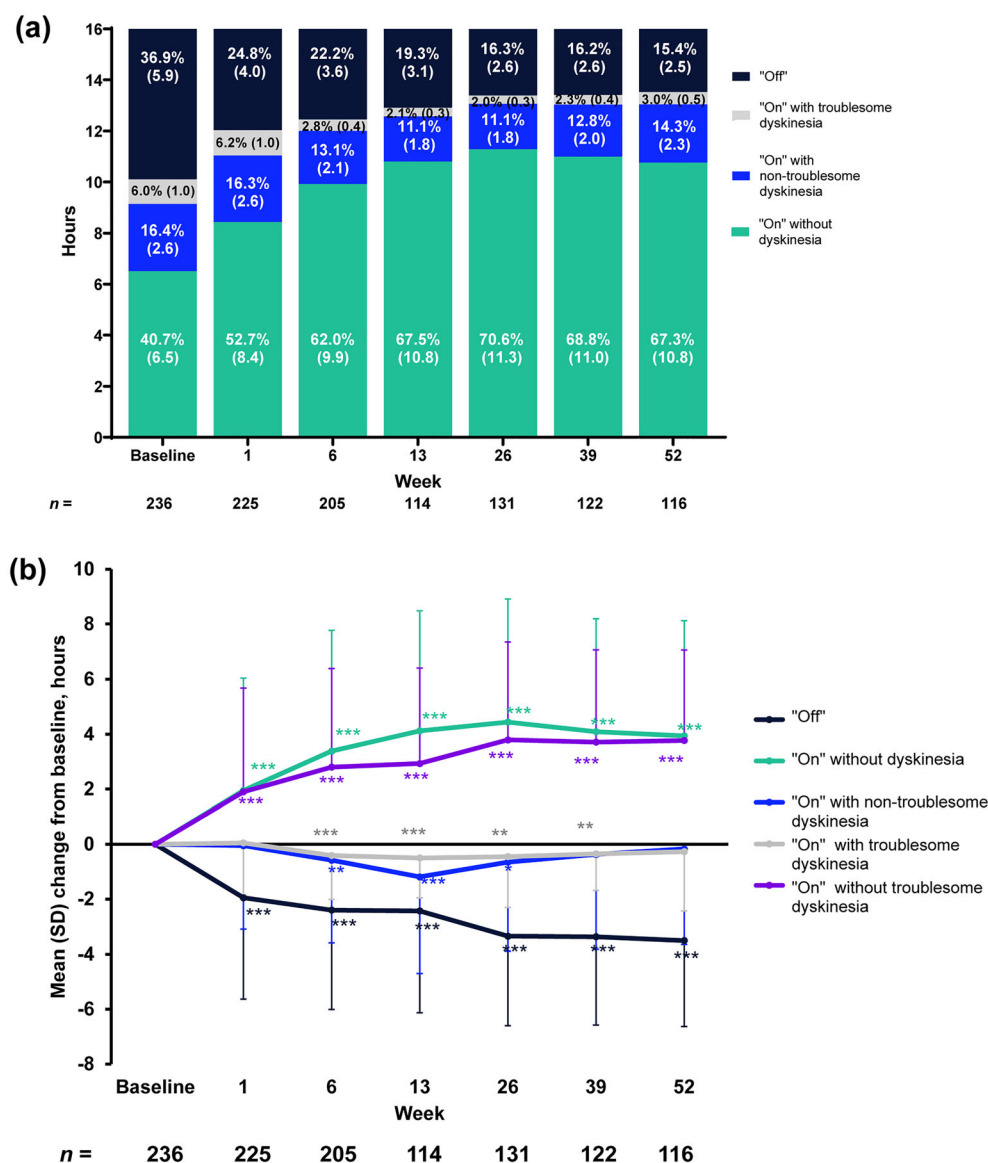 (a)
16
14
12
10
8
6
4
2
0
Hours
36.9%
(5.9)
6.0% (1.0)
16.4%
(2.6)
40.7%
(6.5)
24.8%
(4.0)
6.2% (1.0)
16.3%
(2.6)
52.7%
(8.4)
22.2%
(3.6)
2.8% (0.4)
13.1%
(2.1)
62.0%
(9.9)
19.3%
(3.1)
2.1% (0.3)
11.1%
(1.8)
67.5%
(10.8)
16.3%
(2.6)
2.0% (0.3)
11.1%
(1.8)
70.6%
(11.3)
16.2%
(2.6)
2.3% (0.4)
12.8%
(2.0)
68.8%
(11.0)
15.4%
(2.5)
3.0% (0.5)
14.3%
(2.3)
67.3%
(10.8)
"Off"
"On" with troublesome
dyskinesia
"On" with
non-troublesome
dyskinesia
"On" without
dyskinesia
Baseline 1 6 13 26 39 52
Week
n = 236 225 205 114 131 122 116
(b)
10
8
6
4
2
0
-2
-4
-6
-8
Mean (SD) change from baseline, hours
*** *** *** *** *** ***
*** *** *** *** *** ***
*** *** ** **
** *** *
*** *** *** *** *** ***
"Off"
"On" without dyskinesia
"On" with non-troublesome
dyskinesia
"On" with troublesome
dyskinesia
"On" without troublesome
dyskinesia
Baseline 1 6 13 26 39 52
Week
n = 236 225 205 114 131 122 116